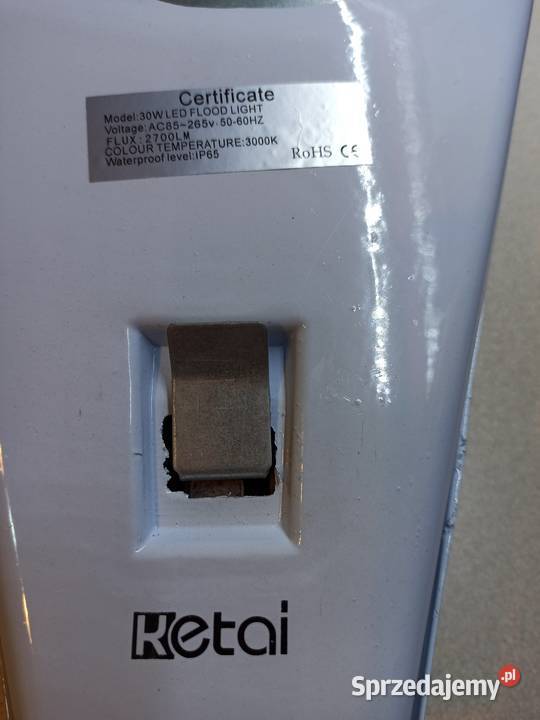 Certificate
Model:30W LED FLOOD LIGHT
Voltage:AC85~265v·50-60HZ
FLUX:2700LM
COLOUR TEMPERATURE:3000K
Waterproof level:IP65
RoHS CE
Ketai
Sprzedajemy.pl